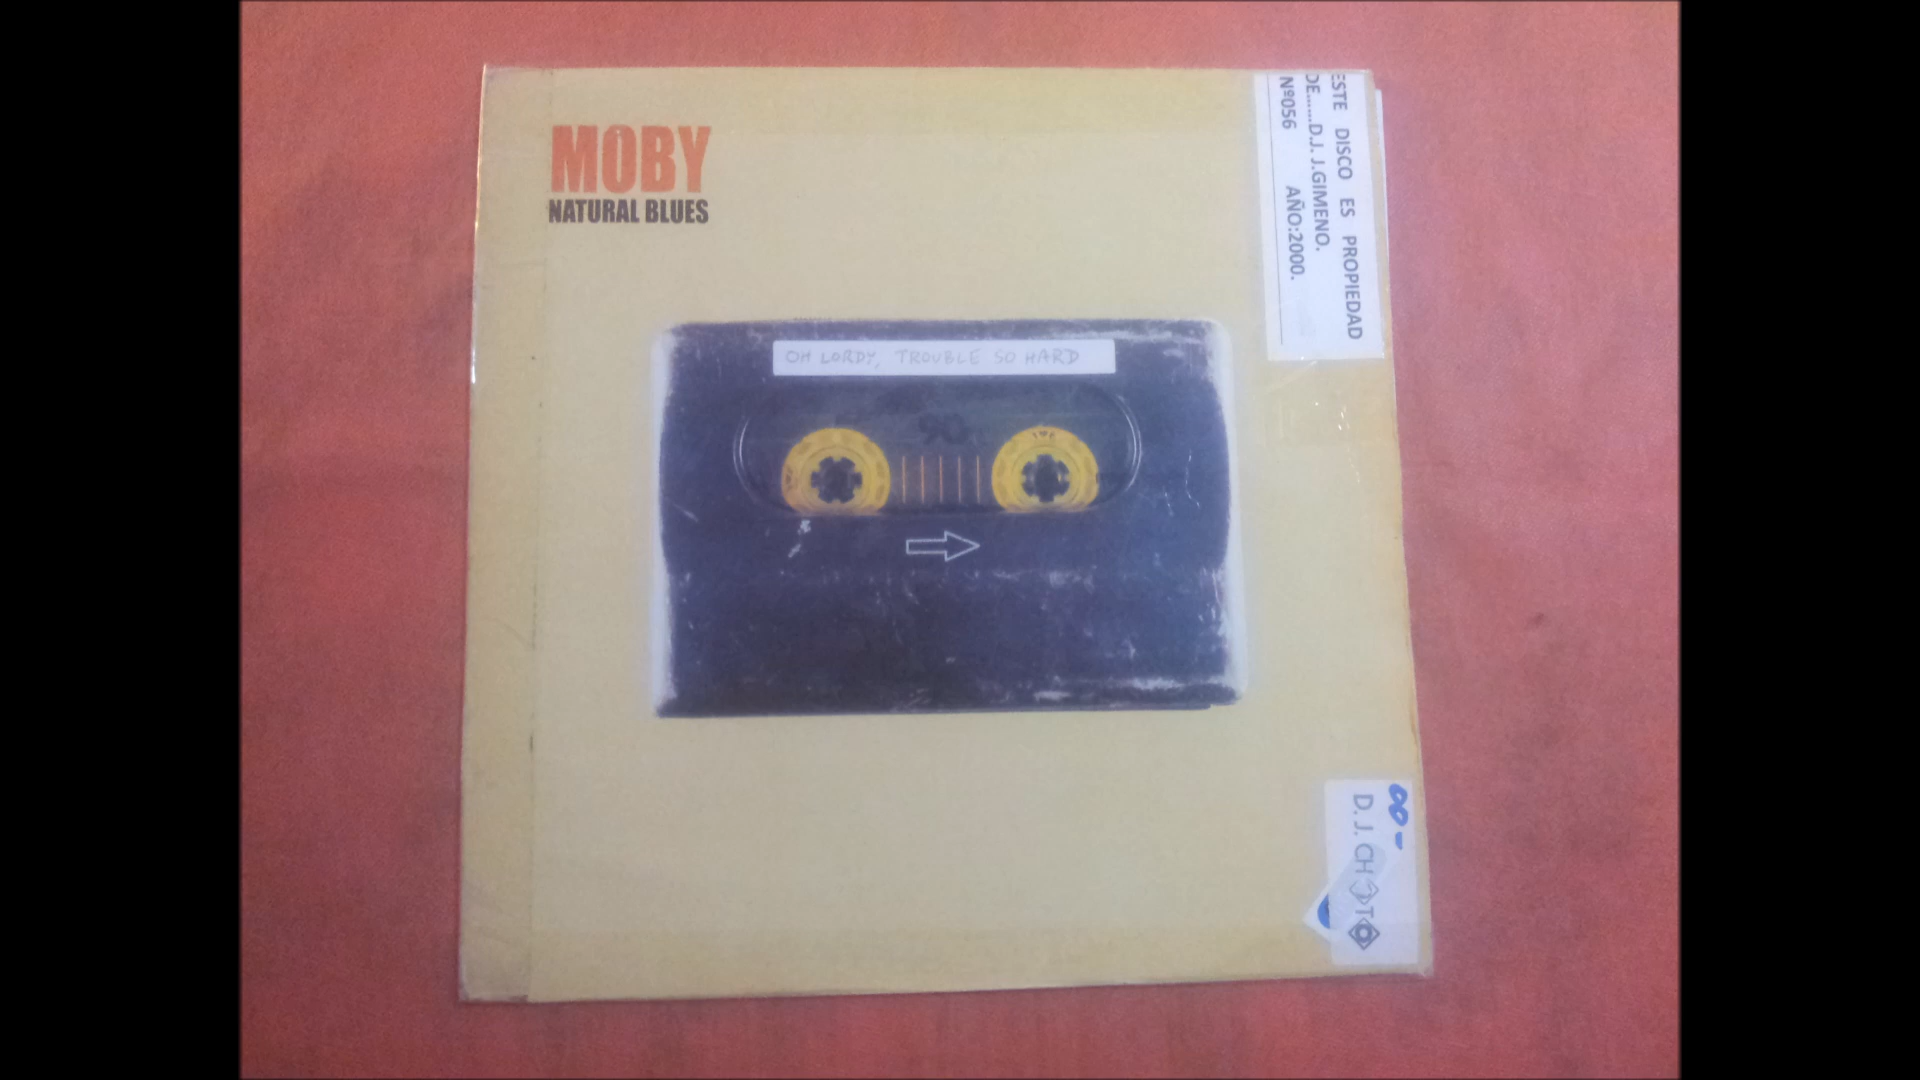 MOBY
NATURAL BLUES
ESTE DISCO ES PROPIEDAD
DE......D.J. J.GIMENO.
Nº056 AÑO:2000.
OH LORDY, TROUBLE SO HARD
90
00-
D.J. CH